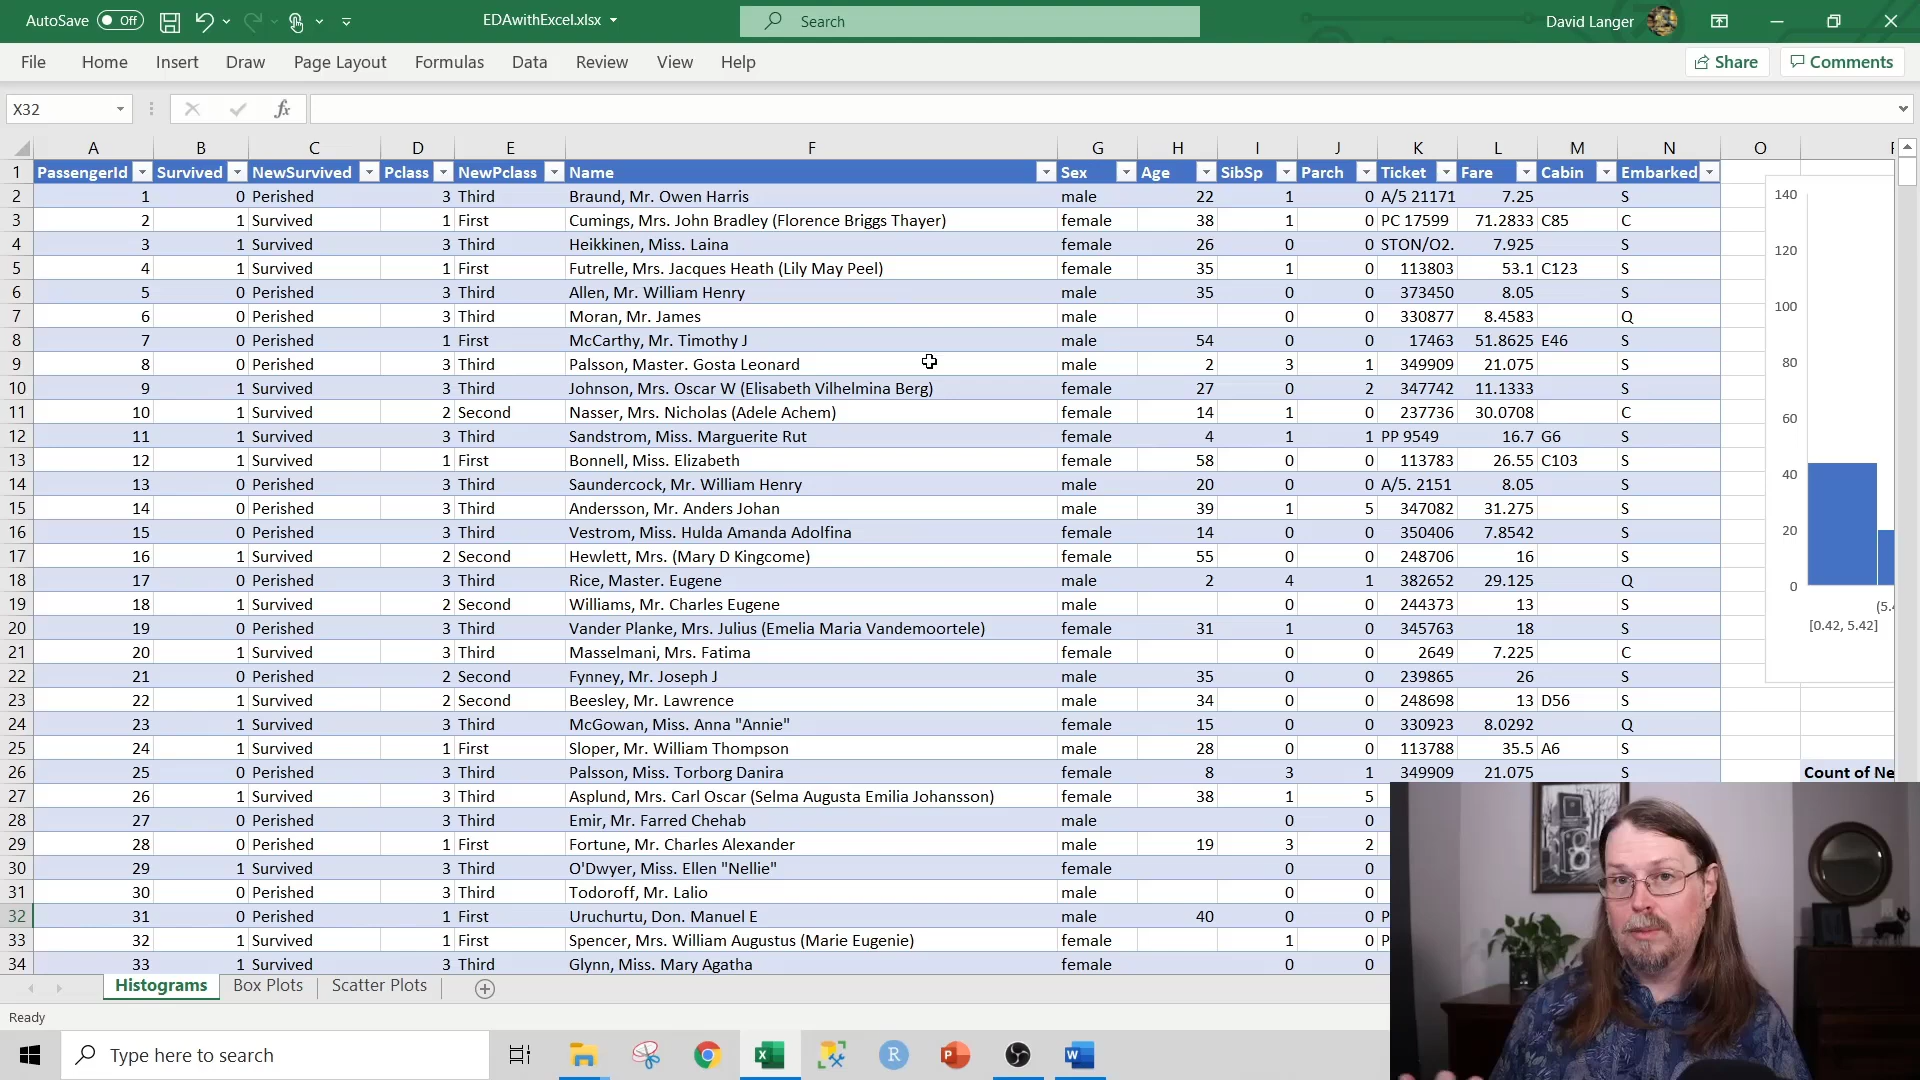 AutoSave Off EDAwithExcel.xlsx Search David Langer
File Home Insert Draw Page Layout Formulas Data Review View Help Share Comments
X32 fx
A B C D E F G H I J K L M N O
1 PassengerId Survived NewSurvived Pclass NewPclass Name Sex Age SibSp Parch Ticket Fare Cabin Embarked
2 1 0 Perished 3 Third Braund, Mr. Owen Harris male 22 1 0 A/5 21171 7.25 S
3 2 1 Survived 1 First Cumings, Mrs. John Bradley (Florence Briggs Thayer) female 38 1 0 PC 17599 71.2833 C85 C
4 3 1 Survived 3 Third Heikkinen, Miss. Laina female 26 0 0 STON/O2. 7.925 S
5 4 1 Survived 1 First Futrelle, Mrs. Jacques Heath (Lily May Peel) female 35 1 0 113803 53.1 C123 S
6 5 0 Perished 3 Third Allen, Mr. William Henry male 35 0 0 373450 8.05 S
7 6 0 Perished 3 Third Moran, Mr. James male 0 0 330877 8.4583 Q
8 7 0 Perished 1 First McCarthy, Mr. Timothy J male 54 0 0 17463 51.8625 E46 S
9 8 0 Perished 3 Third Palsson, Master. Gosta Leonard male 2 3 1 349909 21.075 S
10 9 1 Survived 3 Third Johnson, Mrs. Oscar W (Elisabeth Vilhelmina Berg) female 27 0 2 347742 11.1333 S
11 10 1 Survived 2 Second Nasser, Mrs. Nicholas (Adele Achem) female 14 1 0 237736 30.0708 C
12 11 1 Survived 3 Third Sandstrom, Miss. Marguerite Rut female 4 1 1 PP 9549 16.7 G6 S
13 12 1 Survived 1 First Bonnell, Miss. Elizabeth female 58 0 0 113783 26.55 C103 S
14 13 0 Perished 3 Third Saundercock, Mr. William Henry male 20 0 0 A/5. 2151 8.05 S
15 14 0 Perished 3 Third Andersson, Mr. Anders Johan male 39 1 5 347082 31.275 S
16 15 0 Perished 3 Third Vestrom, Miss. Hulda Amanda Adolfina female 14 0 0 350406 7.8542 S
17 16 1 Survived 2 Second Hewlett, Mrs. (Mary D Kingcome) female 55 0 0 248706 16 S
18 17 0 Perished 3 Third Rice, Master. Eugene male 2 4 1 382652 29.125 Q
19 18 1 Survived 2 Second Williams, Mr. Charles Eugene male 0 0 244373 13 S
20 19 0 Perished 3 Third Vander Planke, Mrs. Julius (Emelia Maria Vandemoortele) female 31 1 0 345763 18 S
21 20 1 Survived 3 Third Masselmani, Mrs. Fatima female 0 0 2649 7.225 C
22 21 0 Perished 2 Second Fynney, Mr. Joseph J male 35 0 0 239865 26 S
23 22 1 Survived 2 Second Beesley, Mr. Lawrence male 34 0 0 248698 13 D56 S
24 23 1 Survived 3 Third McGowan, Miss. Anna "Annie" female 15 0 0 330923 8.0292 Q
25 24 1 Survived 1 First Sloper, Mr. William Thompson male 28 0 0 113788 35.5 A6 S
26 25 0 Perished 3 Third Palsson, Miss. Torborg Danira female 8 3 1 349909 21.075 S
27 26 1 Survived 3 Third Asplund, Mrs. Carl Oscar (Selma Augusta Emilia Johansson) female 38 1 5
28 27 0 Perished 3 Third Emir, Mr. Farred Chehab male 0 0
29 28 0 Perished 1 First Fortune, Mr. Charles Alexander male 19 3 2
30 29 1 Survived 3 Third O'Dwyer, Miss. Ellen "Nellie" female 0 0
31 30 0 Perished 3 Third Todoroff, Mr. Lalio male 0 0
32 31 0 Perished 1 First Uruchurtu, Don. Manuel E male 40 0 0 P
33 32 1 Survived 1 First Spencer, Mrs. William Augustus (Marie Eugenie) female 1 0 P
34 33 1 Survived 3 Third Glynn, Miss. Mary Agatha female 0 0
140
120
100
80
60
40
20
0
(5.4
[0.42, 5.42]
Count of Ne
Histograms Box Plots Scatter Plots
Ready
Type here to search